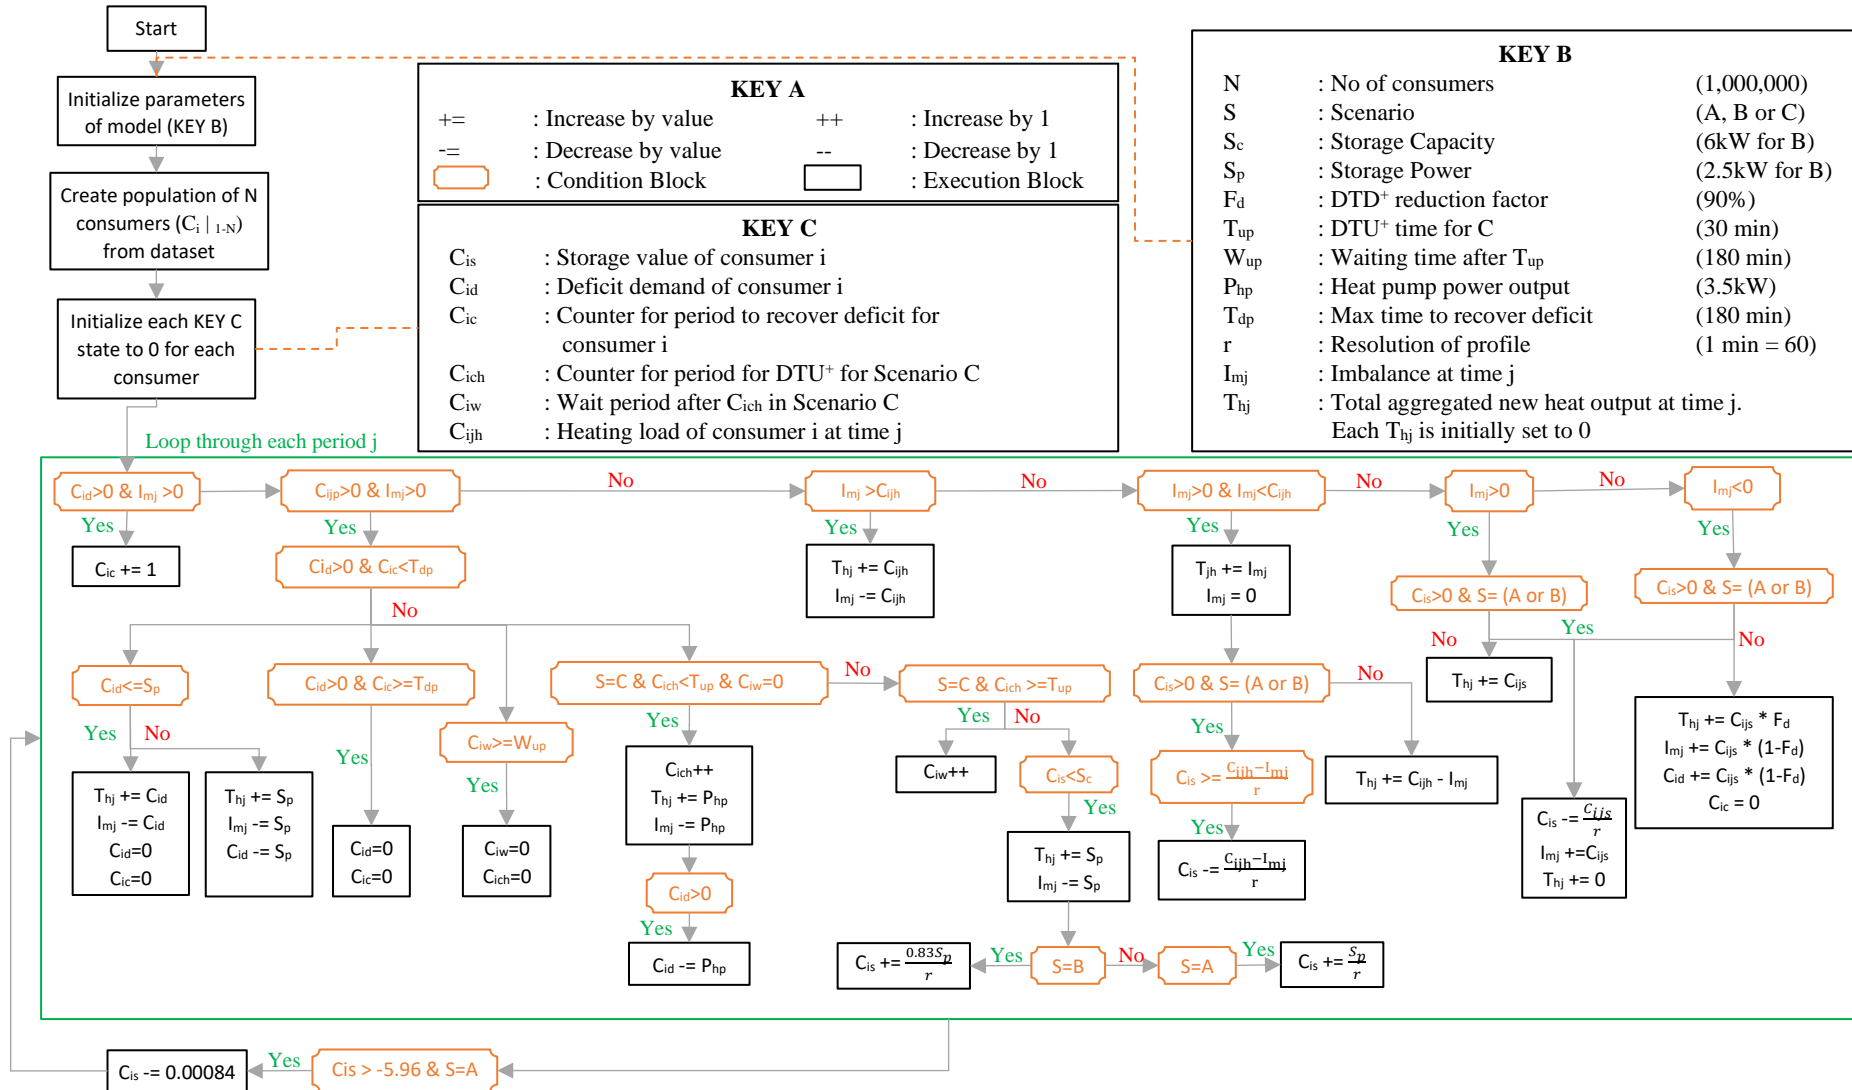 Start
Initialize parameters
of model (KEY B)
Create population of N
consumers (Cᵢ | ₁₋N)
from dataset
Initialize each KEY C
state to 0 for each
consumer
KEY A
+= : Increase by value ++ : Increase by 1
-= : Decrease by value -- : Decrease by 1
: Condition Block : Execution Block
KEY C
Cis : Storage value of consumer i
Cid : Deficit demand of consumer i
Cic : Counter for period to recover deficit for
consumer i
Cich : Counter for period for DTU⁺ for Scenario C
Ciw : Wait period after Cich in Scenario C
Cijh : Heating load of consumer i at time j
KEY B
N : No of consumers (1,000,000)
S : Scenario (A, B or C)
Sc : Storage Capacity (6kW for B)
Sp : Storage Power (2.5kW for B)
Fd : DTD⁺ reduction factor (90%)
Tup : DTU⁺ time for C (30 min)
Wup : Waiting time after Tup (180 min)
Php : Heat pump power output (3.5kW)
Tdp : Max time to recover deficit (180 min)
r : Resolution of profile (1 min = 60)
Imj : Imbalance at time j
Thj : Total aggregated new heat output at time j.
Each Thj is initially set to 0
Loop through each period j
Cid>0 & Imj >0
Yes
Cic += 1
Cijp>0 & Imj>0
No
Yes
Cid>0 & Cic<Tdp
No
Imj >Cijh
No
Yes
Thj += Cijh
Imj -= Cijh
Imj>0 & Imj<Cijh
No
Yes
Tjh += Imj
Imj = 0
Imj>0
No
Yes
Cis>0 & S= (A or B)
No
Yes
Thj += Cijs
Imj<0
Yes
Cis>0 & S= (A or B)
No
Thj += Cijs * Fd
Imj += Cijs * (1-Fd)
Cid += Cijs * (1-Fd)
Cic = 0
Cis -= Cijs/r
Imj +=Cijs
Thj += 0
Cid<=Sp
Yes
No
Thj += Cid
Imj -= Cid
Cid=0
Cic=0
Thj += Sp
Imj -= Sp
Cid -= Sp
Cid>0 & Cic>=Tdp
Yes
Cid=0
Cic=0
Ciw>=Wup
Yes
Ciw=0
Cich=0
S=C & Cich<Tup & Ciw=0
No
Yes
Cich++
Thj += Php
Imj -= Php
Cid>0
Yes
Cid -= Php
S=C & Cich >=Tup
Yes
No
Ciw++
Cis<Sc
Yes
Thj += Sp
Imj -= Sp
S=B
Yes
Cis += 0.83Sp/r
No
S=A
Yes
Cis += Sp/r
Cis>0 & S= (A or B)
No
Yes
Cis >= Cijh−Imj/r
Yes
Cis -= Cijh−Imj/r
Thj += Cijh - Imj
Cis > -5.96 & S=A
Yes
Cis -= 0.00084